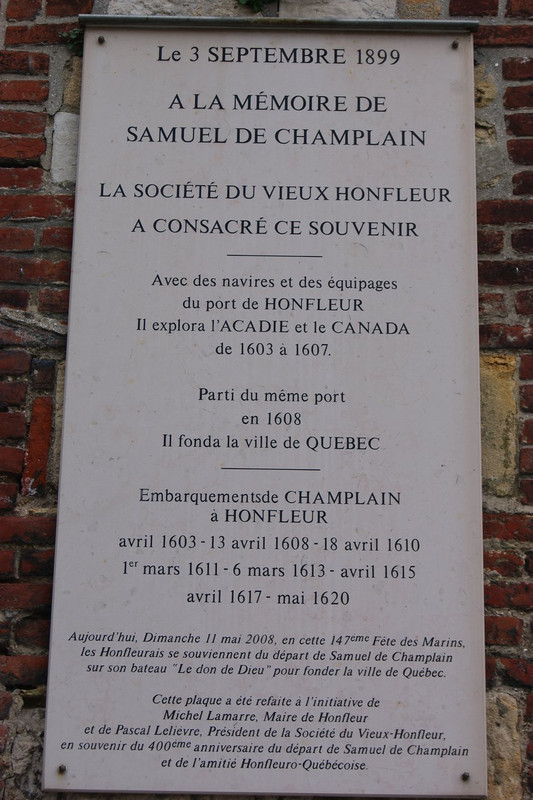 Le 3 SEPTEMBRE 1899
A LA MÉMOIRE DE
SAMUEL DE CHAMPLAIN
LA SOCIÉTÉ DU VIEUX HONFLEUR
A CONSACRÉ CE SOUVENIR
Avec des navires et des équipages
du port de HONFLEUR
Il explora l'ACADIE et le CANADA
de 1603 à 1607.
Parti du même port
en 1608
Il fonda la ville de QUEBEC
Embarquementsde CHAMPLAIN
à HONFLEUR
avril 1603 - 13 avril 1608 - 18 avril 1610
1er mars 1611 - 6 mars 1613 - avril 1615
avril 1617 - mai 1620
Aujourd'hui, Dimanche 11 mai 2008, en cette 147ème Fête des Marins,
les Honfleurais se souviennent du départ de Samuel de Champlain
sur son bateau "Le don de Dieu" pour fonder la ville de Québec.
Cette plaque a été refaite à l'initiative de
Michel Lamarre, Maire de Honfleur
et de Pascal Lelièvre, Président de la Société du Vieux-Honfleur,
en souvenir du 400ème anniversaire du départ de Samuel de Champlain
et de l'amitié Honfleuro-Québécoise.